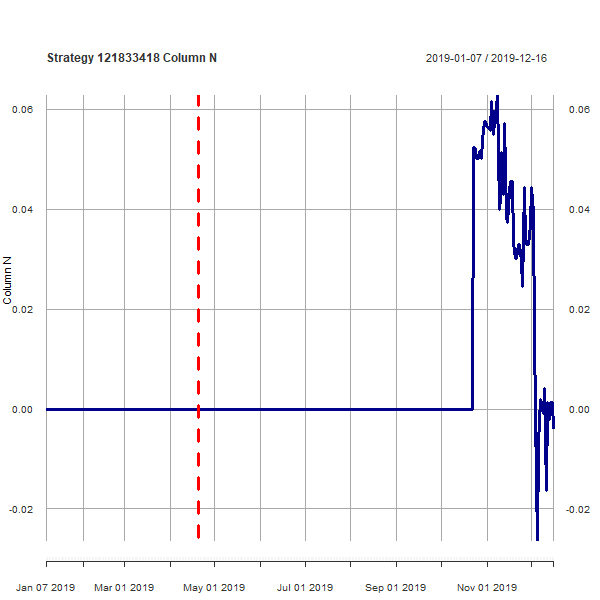 Strategy 121833418 Column N
2019-01-07 / 2019-12-16
0.06 0.06
0.04 0.04
Column N
0.02 0.02
0.00 0.00
-0.02 -0.02
Jan 07 2019 Mar 01 2019 May 01 2019 Jul 01 2019 Sep 01 2019 Nov 01 2019